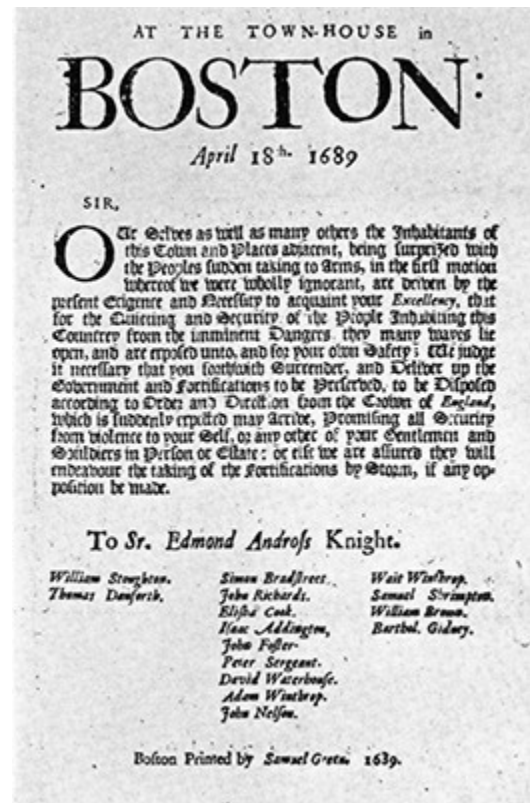 AT THE TOWN-HOUSE in
BOSTON:
April 18th. 1689
SIR,
OUr Selves as well as many others the Inhabitants of
this Town and Places adjacent, being surprized with
the Peoples sudden taking to Arms, in the first motion
whereof we were wholly ignorant, are driven by the
present Exigence and Necessity to acquaint your Excellency, that
for the Quieting and Security of the People Inhabiting this
Countrey from the imminent Dangers they many wayes lie
open, and are exposed unto, and for your own Safety; We judge
it necessary that you forthwith Surrender, and Deliver up the
Government and Fortifications to be Preserved, to be Disposed
according to Order and Direction from the Crown of England,
which is suddenly expected may Arrive, Promising all Security
from violence to your Self, or any other of your Gentlemen and
Souldiers in Person or Estate: or else we are assured they will
endeavour the taking of the Fortifications by Storm, if any op-
position be made.
To Sr. Edmond Androſs Knight.
William Stoughton. Simon Bradstreet. Wait Winthrop.
Thomas Danforth. John Richards. Samuel Shrimpton.
Elisha Cook. William Brown.
Isaac Addington, Barthol. Gidney.
John Foster.
Peter Sergeant.
David Waterhouse.
Adam Winthrop.
John Nelson.
Boston Printed by Samuel Green. 1689.